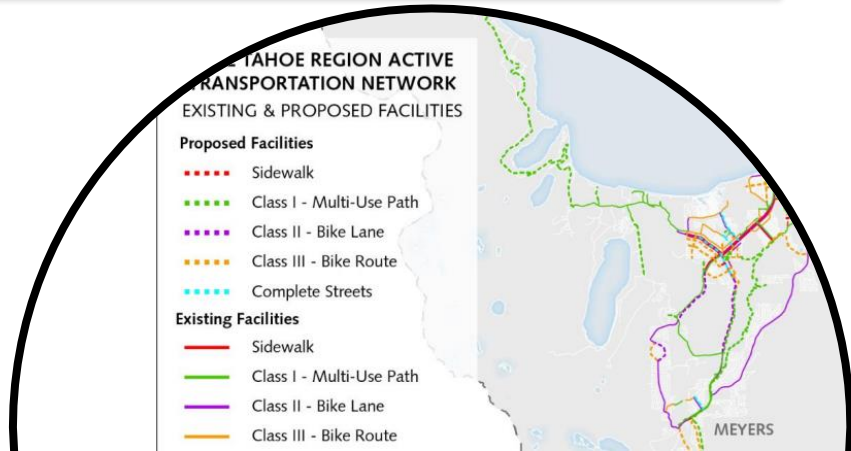 TAHOE REGION ACTIVE
TRANSPORTATION NETWORK
EXISTING & PROPOSED FACILITIES
Proposed Facilities
Sidewalk
Class I - Multi-Use Path
Class II - Bike Lane
Class III - Bike Route
Complete Streets
Existing Facilities
Sidewalk
Class I - Multi-Use Path
Class II - Bike Lane
Class III - Bike Route
MEYERS